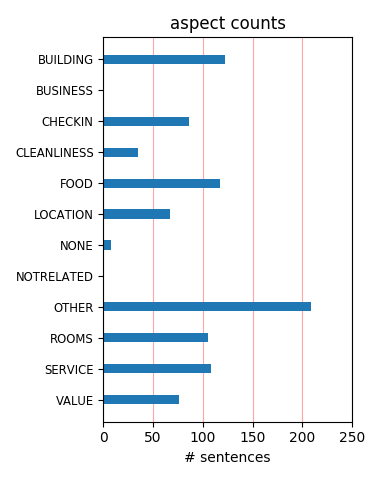 aspect counts
BUILDING
BUSINESS
CHECKIN
CLEANLINESS
FOOD
LOCATION
NONE
NOTRELATED
OTHER
ROOMS
SERVICE
VALUE
0 50 100 150 200 250
# sentences